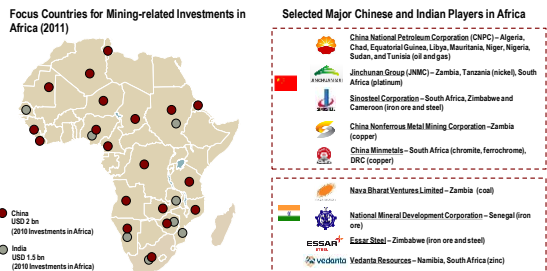 Focus Countries for Mining-related Investments in
Africa (2011)
China
USD 2 bn
(2010 Investments in Africa)
India
USD 1.5 bn
(2010 Investments in Africa)
Selected Major Chinese and Indian Players in Africa
China National Petroleum Corporation (CNPC) – Algeria,
Chad, Equatorial Guinea, Libya, Mauritania, Niger, Nigeria,
Sudan, and Tunisia (oil and gas)
Jinchuan Group (JNMC) – Zambia, Tanzania (nickel), South
Africa (platinum)
Sinosteel Corporation – South Africa, Zimbabwe and
Cameroon (iron ore and steel)
China Nonferrous Metal Mining Corporation – Zambia
(copper)
China Minmetals – South Africa (chromite, ferrochrome),
DRC (copper)
Nava Bharat Ventures Limited – Zambia (coal)
National Mineral Development Corporation – Senegal (iron
ore)
ESSAR
STEEL
Essar Steel – Zimbabwe (iron ore and steel)
vedanta
Vedanta Resources – Namibia, South Africa (zinc)